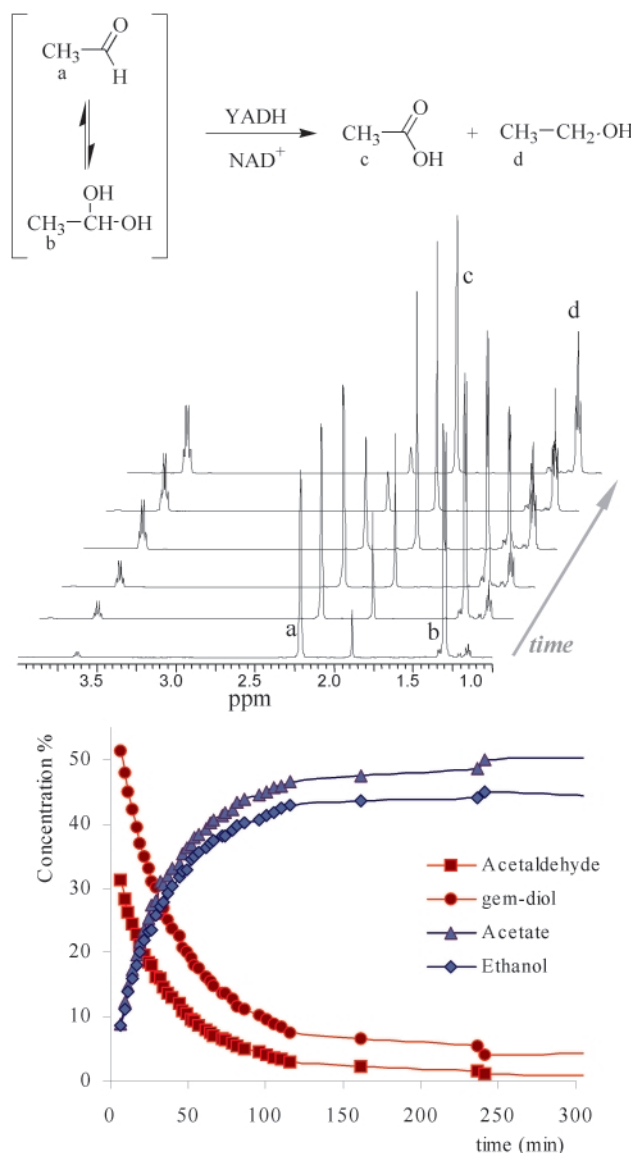 O
CH3
a
H
OH
CH3—CH-OH
b
YADH
NAD+
O
CH3
OH
c
+
CH3—CH2-OH
d
c
d
a
b
time
3.5 3.0 2.0 1.5 1.0
ppm
Concentration %
50
40
30
20
10
0
Acetaldehyde
gem-diol
Acetate
Ethanol
0 50 100 150 200 250 300
time (min)